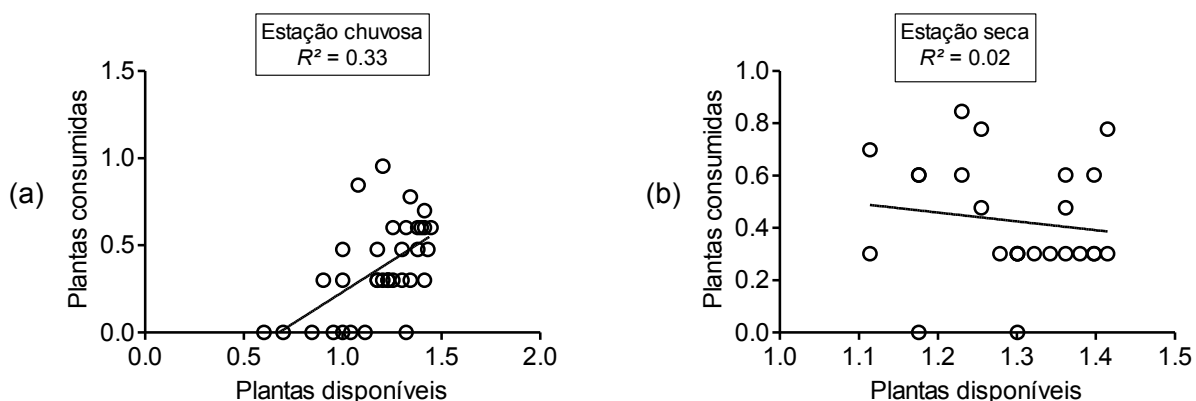 Estação chuvosa
R² = 0.33
(a)
Plantas consumidas
1.5
1.0
0.5
0.0
0.0 0.5 1.0 1.5 2.0
Plantas disponíveis
Estação seca
R² = 0.02
(b)
Plantas consumidas
1.0
0.8
0.6
0.4
0.2
0.0
1.0 1.1 1.2 1.3 1.4 1.5
Plantas disponíveis